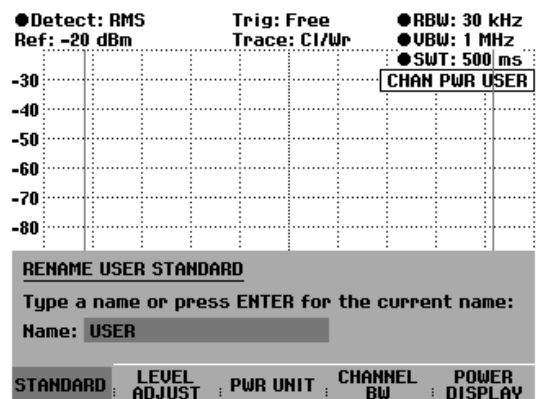 ●Detect: RMS Trig: Free ●RBW: 30 kHz
Ref: -20 dBm Trace: Cl/Wr ●VBW: 1 MHz
●SWT: 500 ms
CHAN PWR USER
-30
-40
-50
-60
-70
-80
RENAME USER STANDARD
Type a name or press ENTER for the current name:
Name: USER
STANDARD LEVEL ADJUST PWR UNIT CHANNEL BW POWER DISPLAY